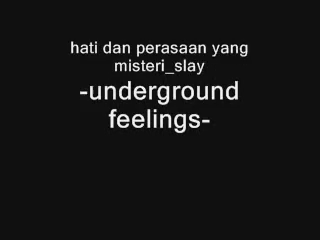 hati dan perasaan yang
misteri_slay
-underground
feelings-